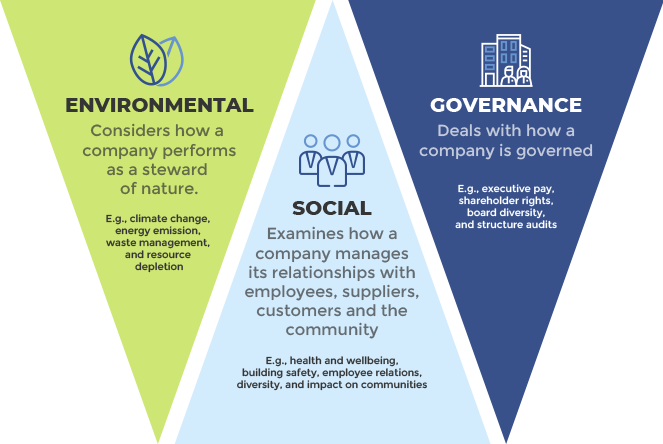 ENVIRONMENTAL
Considers how a
company performs
as a steward
of nature.
E.g., climate change,
energy emission,
waste management,
and resource
depletion
SOCIAL
Examines how a
company manages
its relationships with
employees, suppliers,
customers and the
community
E.g., health and wellbeing,
building safety, employee relations,
diversity, and impact on communities
GOVERNANCE
Deals with how a
company is governed
E.g., executive pay,
shareholder rights,
board diversity,
and structure audits